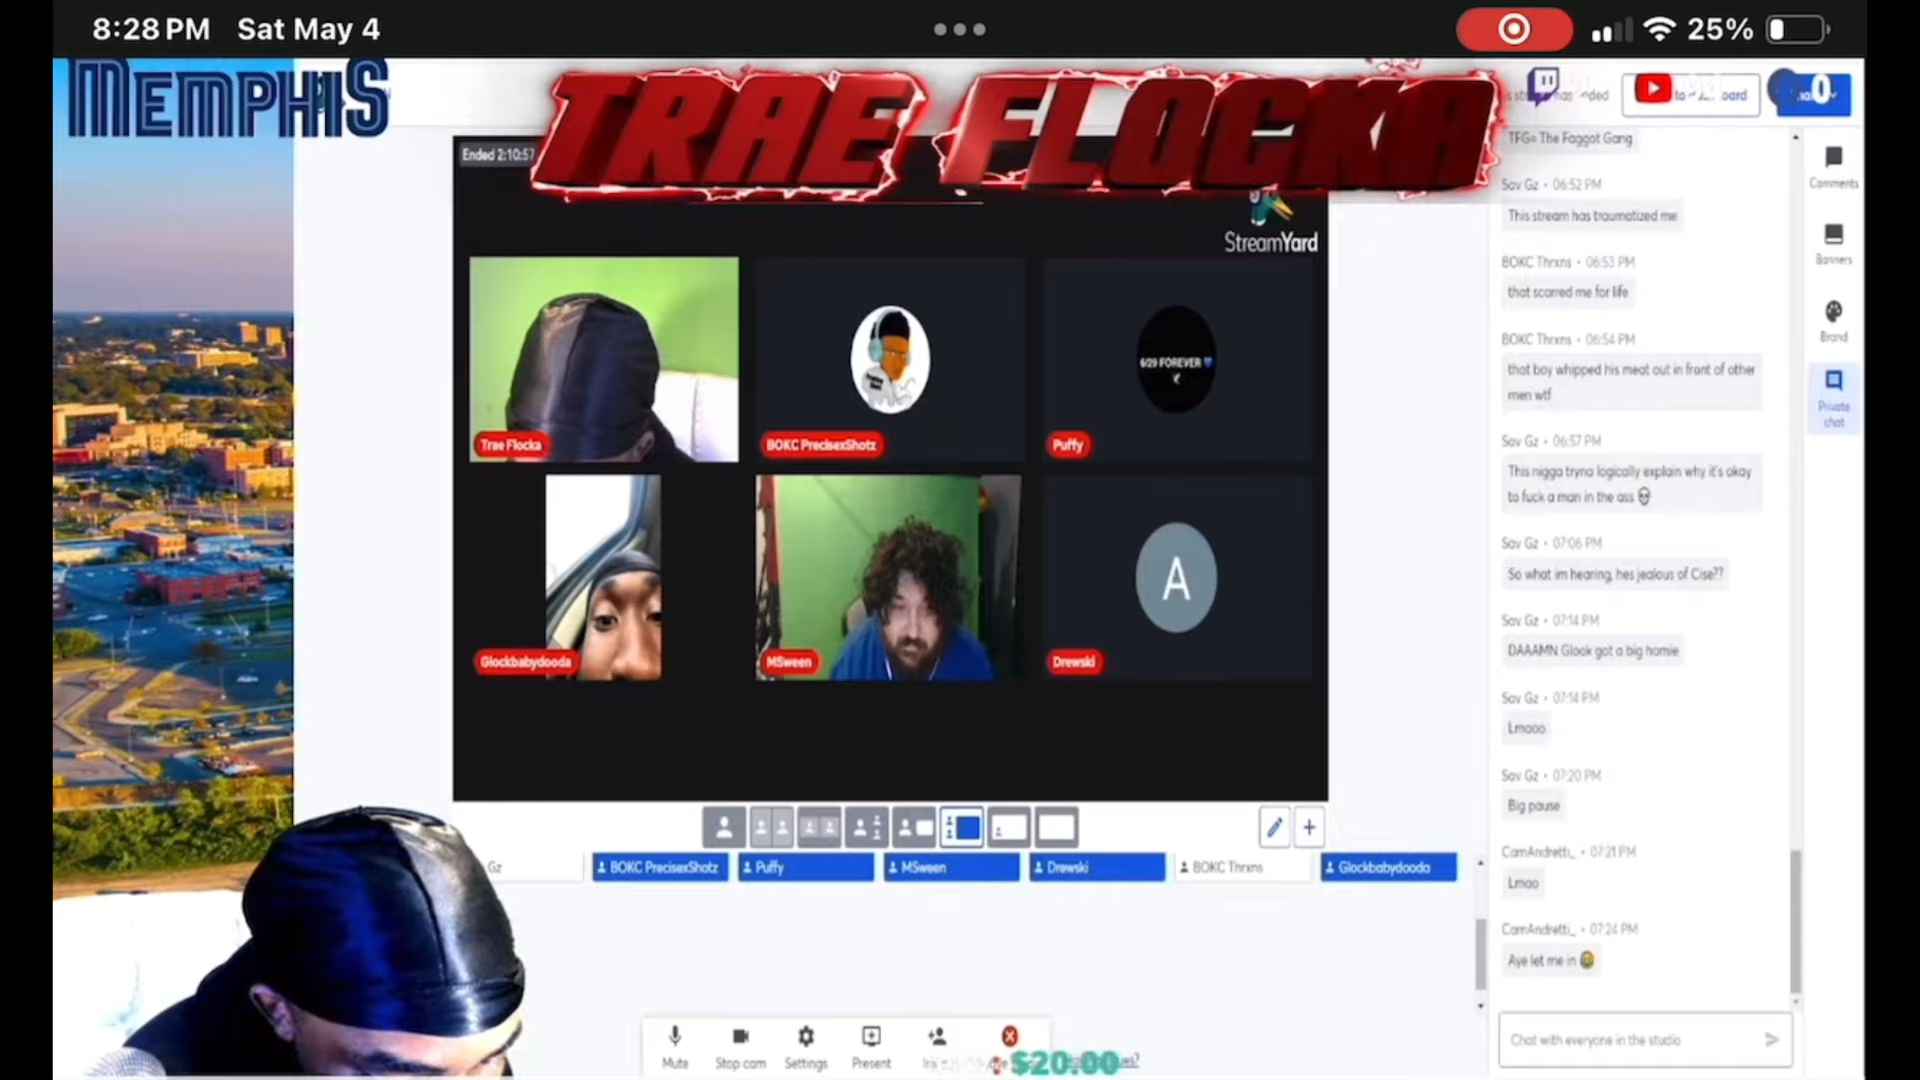 8:28 PM Sat May 4
25%
MEMPHIS
TRAE FLOCKA
0
Ended 2:10:57
StreamYard
Trae Flocka
BOKC PrecisexShotz
6/29 FOREVER 💙
Puffy
Glockbabydooda
MSween
A
Drewski
Gz
BOKC PrecisexShotz
Puffy
MSween
Drewski
BOKC Thrxns
Glockbabydooda
Mute
Stop cam
Settings
Present
$20.00
TFG= The Faggot Gang
Sav Gz • 06:52 PM
This stream has traumatized me
BOKC Thrxns • 06:53 PM
that scarred me for life
BOKC Thrxns • 06:54 PM
that boy whipped his meat out in front of other
men wtf
Sav Gz • 06:57 PM
This nigga tryna logically explain why it's okay
to fuck a man in the ass 💀
Sav Gz • 07:06 PM
So what im hearing, hes jealous of Cise??
Sav Gz • 07:14 PM
DAAAMN Glock got a big homie
Sav Gz • 07:14 PM
Lmaoo
Sav Gz • 07:20 PM
Big pause
CamAndretti_ • 07:21 PM
Lmao
CamAndretti_ • 07:24 PM
Aye let me in
Chat with everyone in the studio
Comments
Banners
Brand
Private
chat